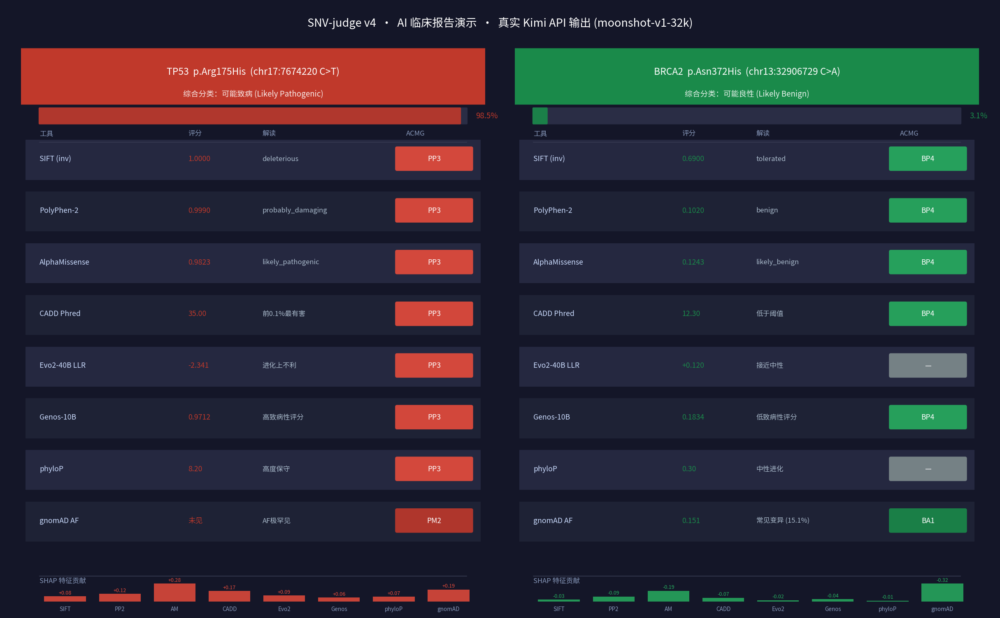 SNV-judge v4 • AI 临床报告演示 • 真实 Kimi API 输出 (moonshot-v1-32k)
TP53 p.Arg175His (chr17:7674220 C>T)
综合分类：可能致病 (Likely Pathogenic)
98.5%
工具 评分 解读 ACMG
SIFT (inv) 1.0000 deleterious PP3
PolyPhen-2 0.9990 probably_damaging PP3
AlphaMissense 0.9823 likely_pathogenic PP3
CADD Phred 35.00 前0.1%最有害 PP3
Evo2-40B LLR -2.341 进化上不利 PP3
Genos-10B 0.9712 高致病性评分 PP3
phyloP 8.20 高度保守 PP3
gnomAD AF 未见 AF极罕见 PM2
SHAP 特征贡献
+0.08 +0.12 +0.28 +0.17 +0.09 +0.06 +0.07 +0.19
SIFT PP2 AM CADD Evo2 Genos phyloP gnomAD
BRCA2 p.Asn372His (chr13:32906729 C>A)
综合分类：可能良性 (Likely Benign)
3.1%
工具 评分 解读 ACMG
SIFT (inv) 0.6900 tolerated BP4
PolyPhen-2 0.1020 benign BP4
AlphaMissense 0.1243 likely_benign BP4
CADD Phred 12.30 低于阈值 BP4
Evo2-40B LLR +0.120 接近中性 —
Genos-10B 0.1834 低致病性评分 BP4
phyloP 0.30 中性进化 —
gnomAD AF 0.151 常见变异 (15.1%) BA1
SHAP 特征贡献
-0.03 -0.09 -0.19 -0.07 -0.02 -0.04 -0.01 -0.32
SIFT PP2 AM CADD Evo2 Genos phyloP gnomAD